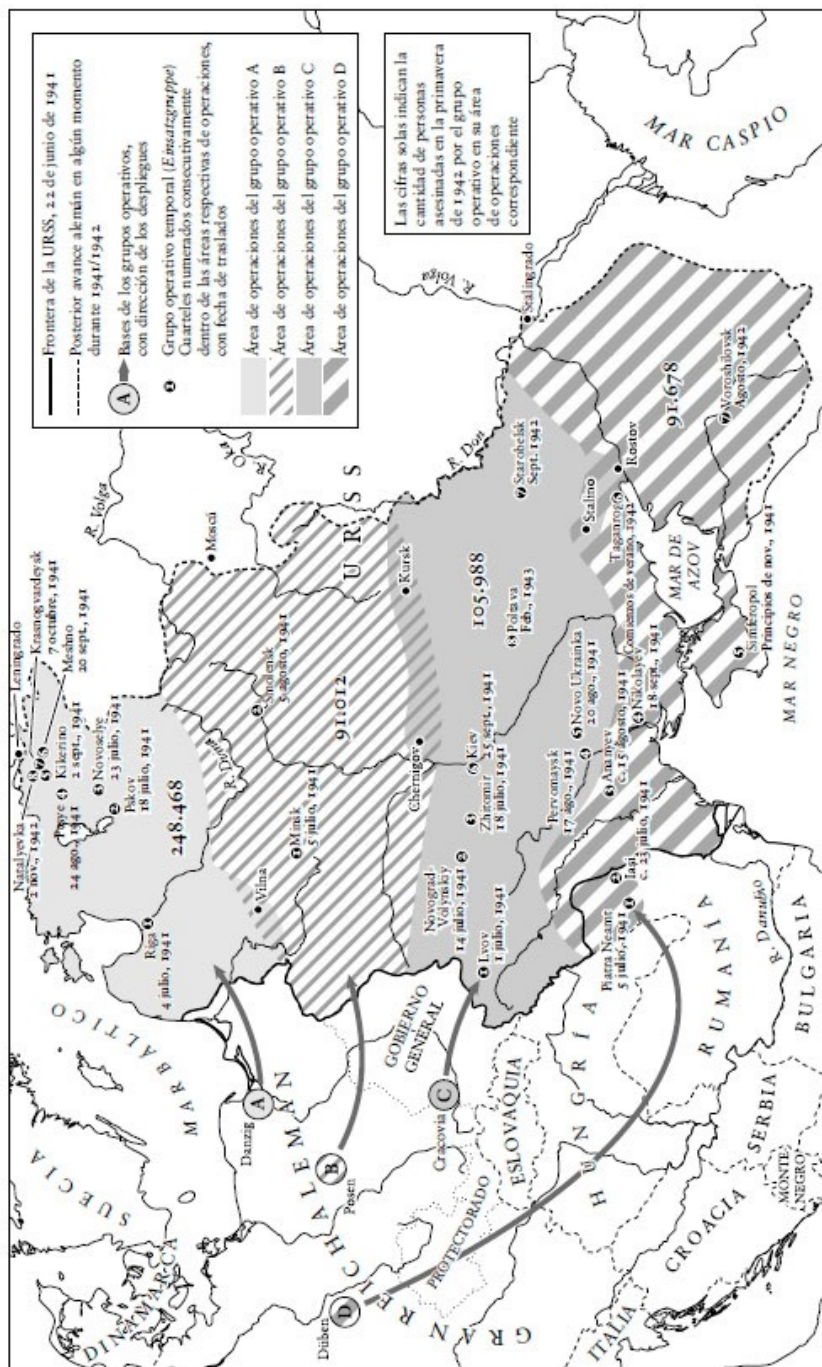 Frontera de la URSS, 22 de junio de 1941
Posterior avance alemán en algún momento
durante 1941/1942
A
Bases de los grupos operativos,
con dirección de los despliegues
Grupo operativo temporal (Einsatzgruppe)
Cuarteles numerados consecutivamente
dentro de las áreas respectivas de operaciones,
con fecha de traslados
Área de operaciones del grupo operativo A
Área de operaciones del grupo operativo B
Área de operaciones del grupo operativo C
Área de operaciones del grupo operativo D
Las cifras solas indican la
cantidad de personas
asesinadas en la primavera
de 1942 por el grupo
operativo en su área
de operaciones
correspondiente
Leningrado
Krasnogvardeysk
7 octubre, 1941
Meshno
20 sept., 1941
Natalyevka
2 nov., 1942
Kikerino
2 sept., 1941
24 ago., 1941
Novoselye
23 julio, 1941
Pskov
18 julio, 1941
Riga
4 julio, 1941
248.468
R. Duina
Vilna
Minsk
5 julio, 1941
Smolensk
5 agosto, 1941
91.012
Moscú
R. Volga
R. Oka
U R S S
R. Don
Kursk
Chernigov
Novograd-
Volynskiy
14 julio, 1941
Zhitomir
18 julio, 1941
Kiev
25 sept., 1941
Lvov
1 julio, 1941
105.988
Poltava
Feb., 1943
Starobelsk
Sept. 1942
Stalingrado
R. Volga
Pervomaysk
17 ago., 1941
Novo Ukrainka
20 ago., 1941
Ananyev
c. 15 agosto, 1941
Nikolayev
18 sept., 1941
Iaşi
c. 23 julio, 1941
Piatra Neamt
5 julio, 1941
Stalino
Taganrog
Comienzos de verano, 1942
Rostov
91.678
Voroshilovsk
Agosto, 1942
Simferopol
Principios de nov., 1941
MAR DE
AZOV
MAR NEGRO
MAR CASPIO
SUECIA
MAR BÁLTICO
DINAMARCA
Danzig
A
Posen
B
Cracovia
C
Düben
D
GRAN REICH ALEMÁN
GOBIERNO
GENERAL
PROTECTORADO
ESLOVAQUIA
HUNGRÍA
RUMANÍA
R. Danubio
BULGARIA
SERBIA
MONTE-
NEGRO
CROACIA
ITALIA